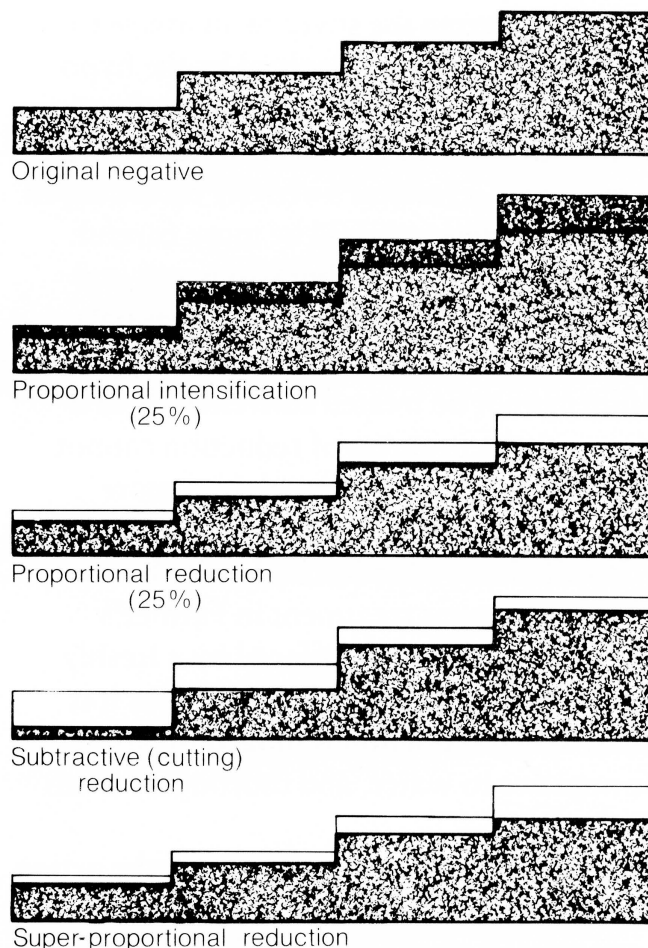 Original negative
Proportional intensification
(25%)
Proportional reduction
(25%)
Subtractive (cutting)
reduction
Super-proportional reduction